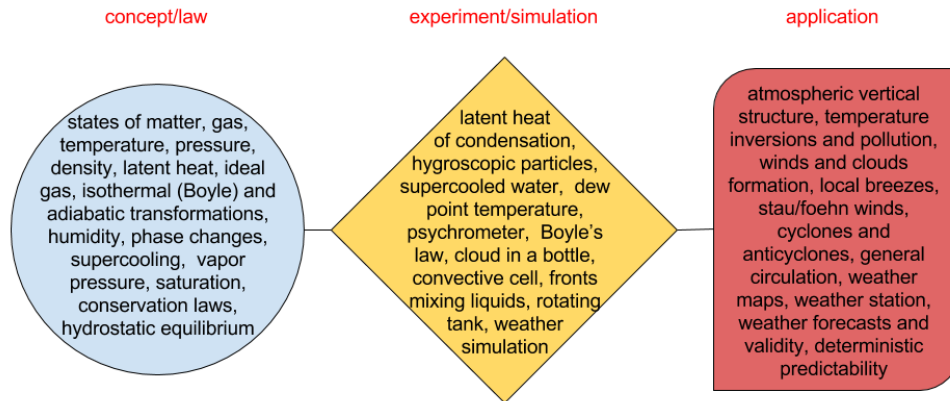 concept/law
experiment/simulation
application
states of matter, gas,
temperature, pressure,
density, latent heat, ideal
gas, isothermal (Boyle) and
adiabatic transformations,
humidity, phase changes,
supercooling, vapor
pressure, saturation,
conservation laws,
hydrostatic equilibrium
latent heat
of condensation,
hygroscopic particles,
supercooled water, dew
point temperature,
psychrometer, Boyle's
law, cloud in a bottle,
convective cell, fronts
mixing liquids, rotating
tank, weather
simulation
atmospheric vertical
structure, temperature
inversions and pollution,
winds and clouds
formation, local breezes,
stau/foehn winds,
cyclones and
anticyclones, general
circulation, weather
maps, weather station,
weather forecasts and
validity, deterministic
predictability